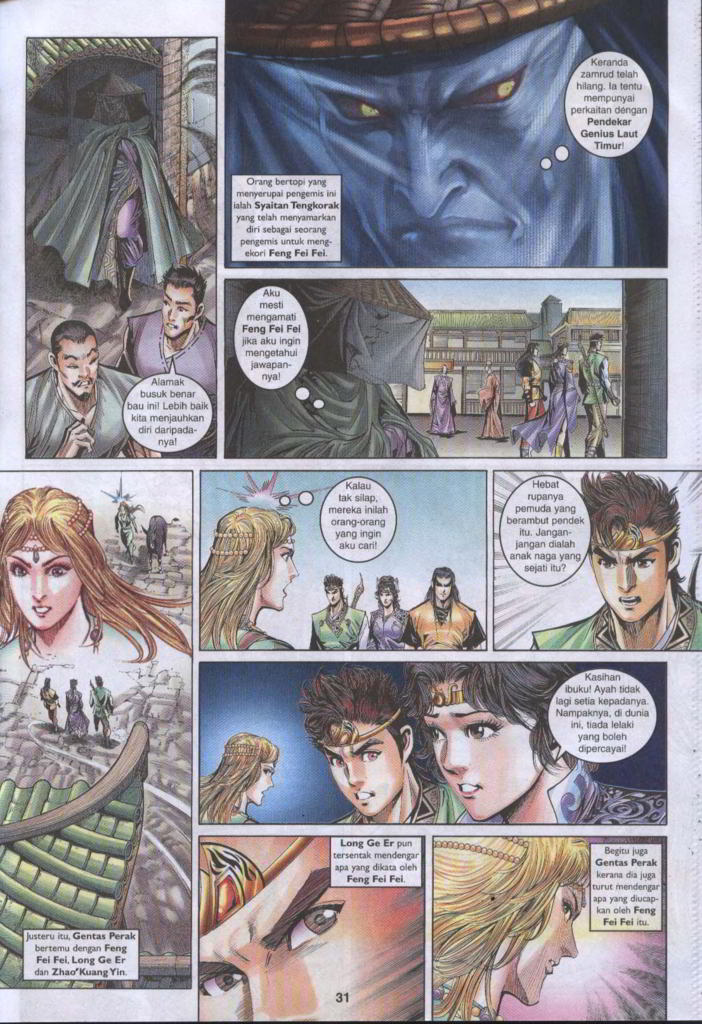 Alamak
busuk benar
bau ini! Lebih baik
kita menjauhkan
diri daripada-
nya!
Keranda
zamrud telah
hilang. Ia tentu
mempunyai
perkaitan dengan
Pendekar
Genius Laut
Timur!
Orang bertopi yang
menyerupai pengemis ini
ialah Syaitan Tengkorak
yang telah menyamarkan
diri sebagai seorang
pengemis untuk meng-
ekori Feng Fei Fei.
Aku
mesti
mengamati
Feng Fei Fei
jika aku ingin
mengetahui
jawapan-
nya!
Justeru itu, Gentas Perak
bertemu dengan Feng
Fei Fei, Long Ge Er
dan Zhao Kuang Yin.
Kalau
tak silap,
mereka inilah
orang-orang
yang ingin
aku cari!
Hebat
rupanya
pemuda yang
berambut pendek
itu. Jangan-
jangan dialah
anak naga yang
sejati itu?
Kasihan
ibuku! Ayah tidak
lagi setia kepadanya.
Nampaknya, di dunia
ini, tiada lelaki
yang boleh
dipercayai!
Long Ge Er pun
tersentak mendengar
apa yang dikata oleh
Feng Fei Fei.
Begitu juga
Gentas Perak
kerana dia juga
turut mendengar
apa yang diucap-
kan oleh Feng
Fei Fei itu.
31